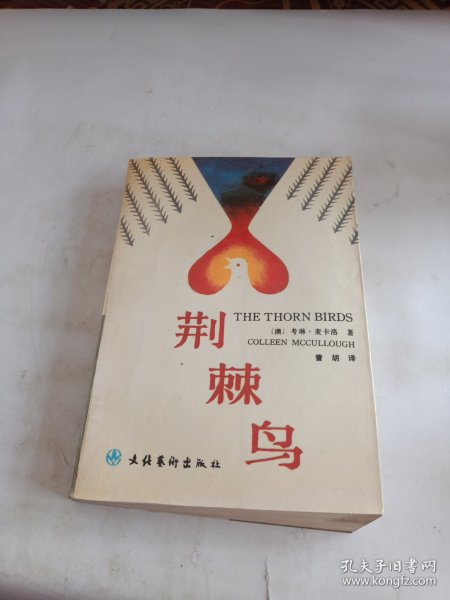 THE THORN BIRDS
[澳] 考琳·麦卡洛 著
COLLEEN MCCULLOUGH
曾胡 译
荆棘鸟
文化艺术出版社
孔夫子旧书网
www.kongfz.com